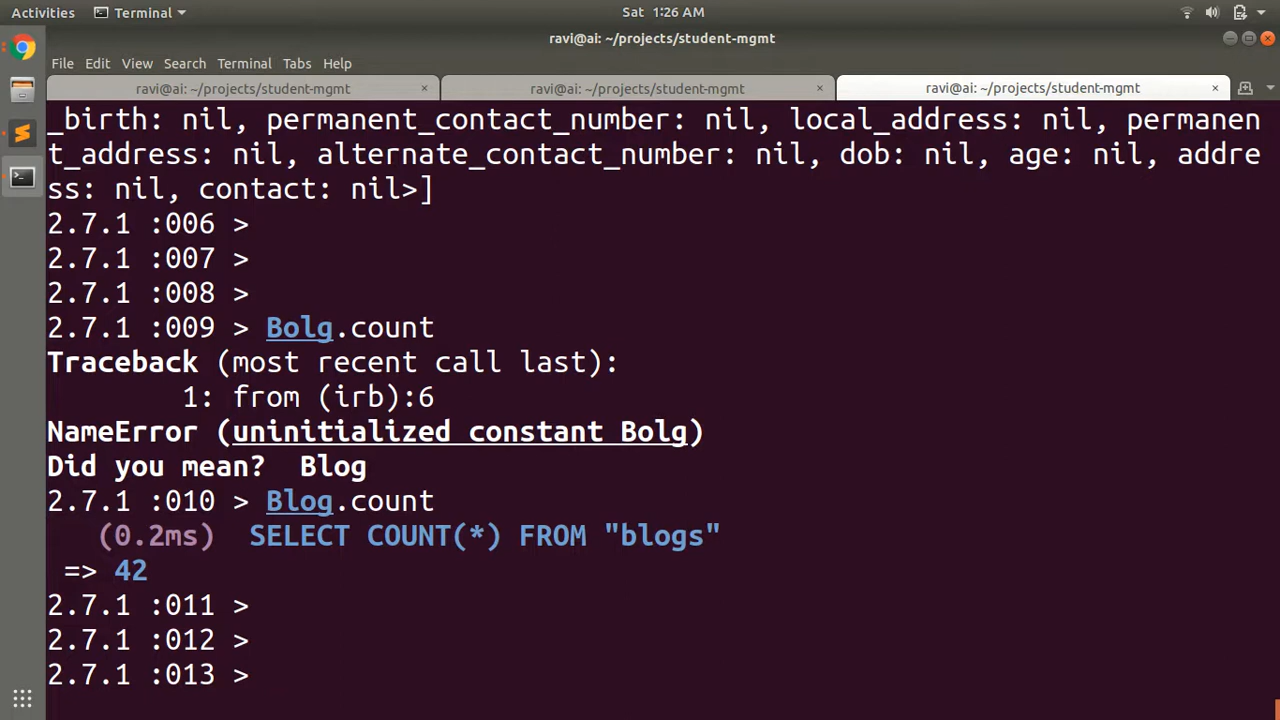 Activities Terminal Sat 1:26 AM
ravi@ai: ~/projects/student-mgmt
File Edit View Search Terminal Tabs Help
ravi@ai: ~/projects/student-mgmt × ravi@ai: ~/projects/student-mgmt × ravi@ai: ~/projects/student-mgmt ×
_birth: nil, permanent_contact_number: nil, local_address: nil, permanen
t_address: nil, alternate_contact_number: nil, dob: nil, age: nil, addre
ss: nil, contact: nil>]
2.7.1 :006 >
2.7.1 :007 >
2.7.1 :008 >
2.7.1 :009 > Bolg.count
Traceback (most recent call last):
1: from (irb):6
NameError (uninitialized constant Bolg)
Did you mean?  Blog
2.7.1 :010 > Blog.count
(0.2ms)  SELECT COUNT(*) FROM "blogs"
=> 42
2.7.1 :011 >
2.7.1 :012 >
2.7.1 :013 >